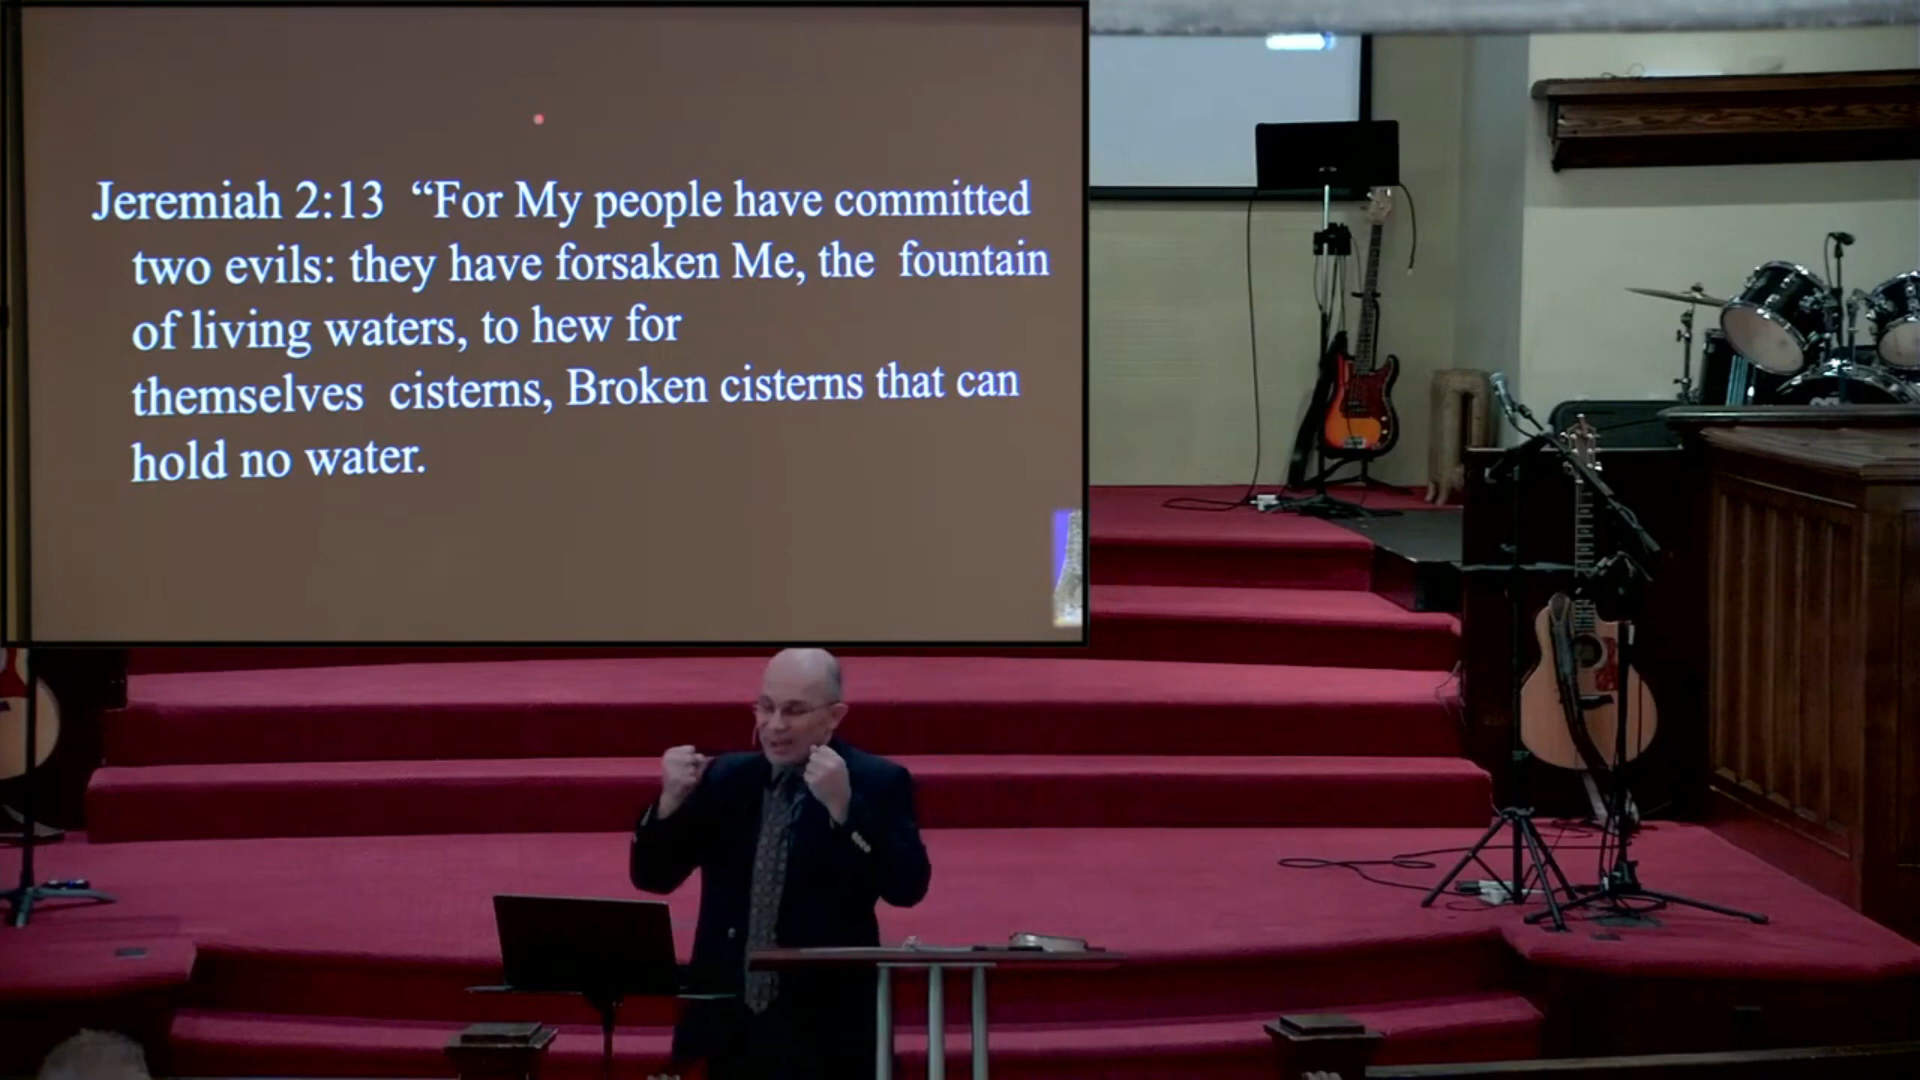 Jeremiah 2:13 “For My people have committed
two evils: they have forsaken Me, the fountain
of living waters, to hew for
themselves cisterns, Broken cisterns that can
hold no water.